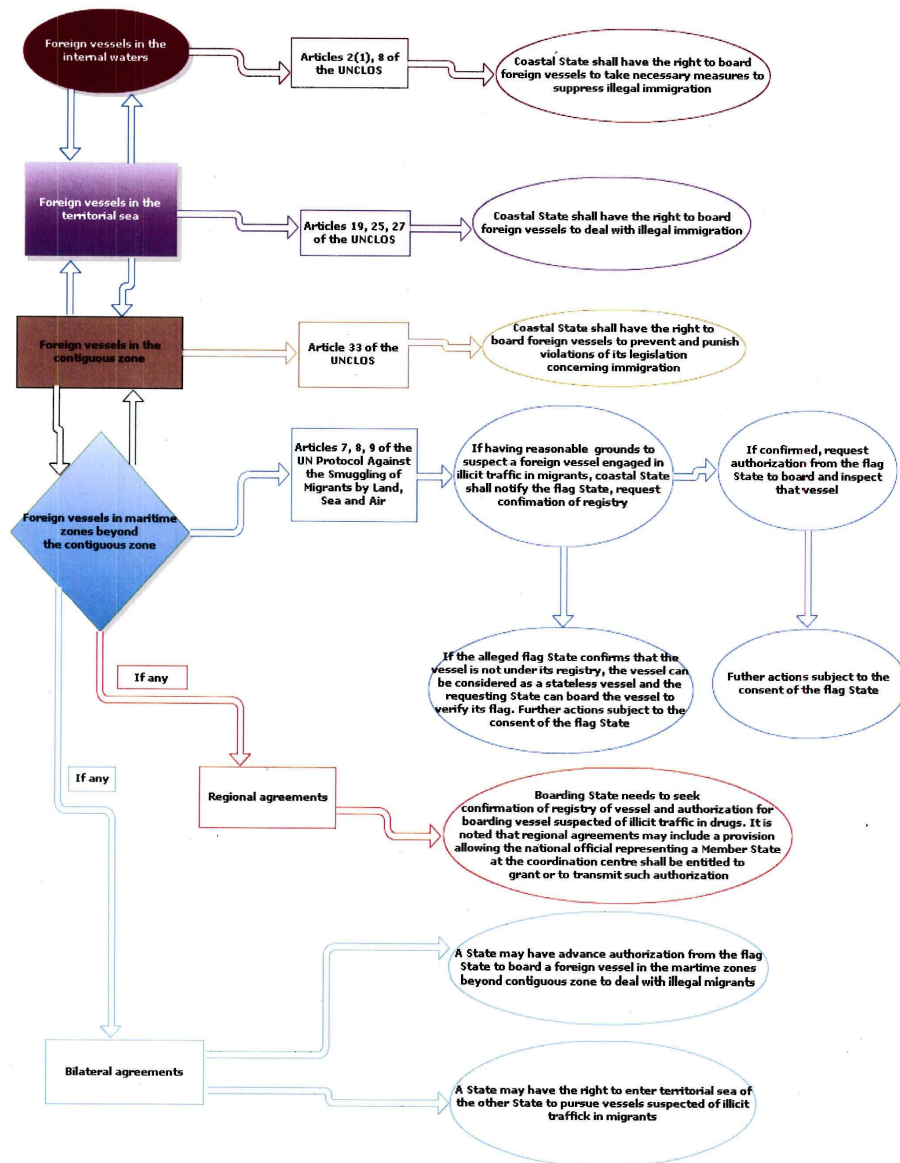 Foreign vessels in the
internal waters
Articles 2(1), 8 of
the UNCLOS
Coastal State shall have the right to board
foreign vessels to take necessary measures to
suppress illegal immigration
Foreign vessels in the
territorial sea
Articles 19, 25, 27
of the UNCLOS
Coastal State shall have the right to board
foreign vessels to deal with illegal immigration
Foreign vessels in the
contiguous zone
Article 33 of the
UNCLOS
Coastal State shall have the right to
board foreign vessels to prevent and punish
violations of its legislation
concerning immigration
Foreign vessels in maritime
zones beyond
the contiguous zone
Articles 7, 8, 9 of the
UN Protocol Against
the Smuggling of
Migrants by Land,
Sea and Air
If having reasonable grounds to
suspect a foreign vessel engaged in
illicit traffic in migrants, coastal State
shall notify the flag State, request
confimation of registry
If confirmed, request
authorization from the flag
State to board and inspect
that vessel
If the alleged flag State confirms that the
vessel is not under its registry, the vessel can
be considered as a stateless vessel and the
requesting State can board the vessel to
verify its flag. Further actions subject to the
consent of the flag State
Futher actions subject to the
consent of the flag State
If any
If any
Regional agreements
Boarding State needs to seek
confirmation of registry of vessel and authorization for
boarding vessel suspected of illicit traffic in drugs. It is
noted that regional agreements may include a provision
allowing the national official representing a Member State
at the coordination centre shall be entitled to
grant or to transmit such authorization
A State may have advance authorization from the flag
State to board a foreign vessel in the martime zones
beyond contiguous zone to deal with illegal migrants
Bilateral agreements
A State may have the right to enter territorial sea of
the other State to pursue vessels suspected of illicit
traffick in migrants